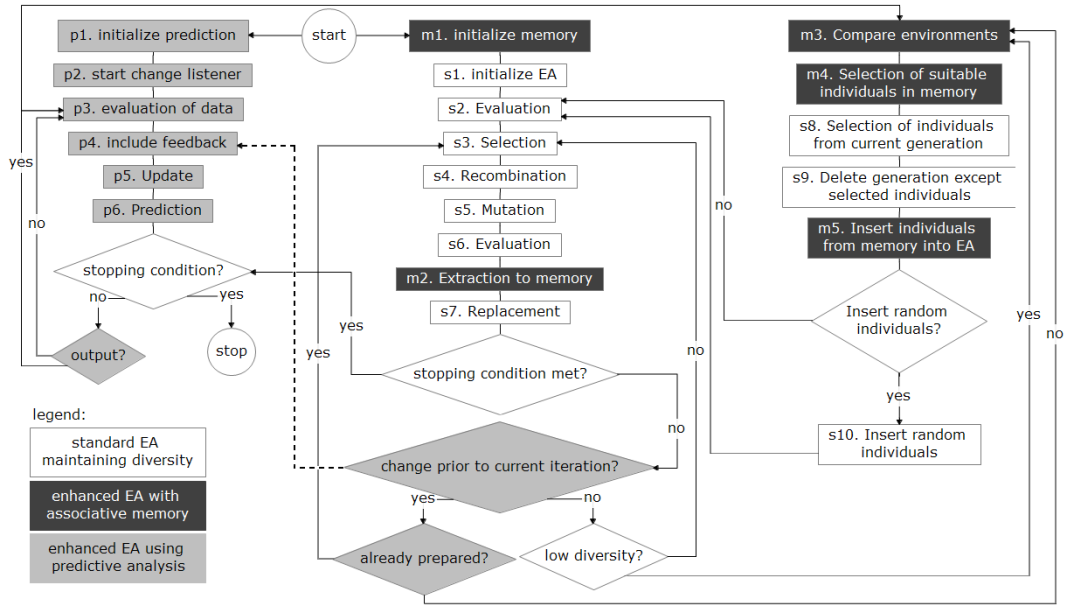 p1. initialize prediction
start
m1. initialize memory
m3. Compare environments
p2. start change listener
s1. initialize EA
m4. Selection of suitable
individuals in memory
p3. evaluation of data
s2. Evaluation
p4. include feedback
s3. Selection
s8. Selection of individuals
from current generation
yes
p5. Update
s4. Recombination
s9. Delete generation except
selected individuals
no
p6. Prediction
s5. Mutation
no
m5. Insert individuals
from memory into EA
s6. Evaluation
stopping condition?
m2. Extraction to memory
no
yes
s7. Replacement
Insert random
individuals?
yes
no
yes
stop
output?
yes
no
stopping condition met?
yes
legend:
no
standard EA
maintaining diversity
s10. Insert random
individuals
change prior to current iteration?
enhanced EA with
associative memory
yes
no
enhanced EA using
predictive analysis
already prepared?
low diversity?